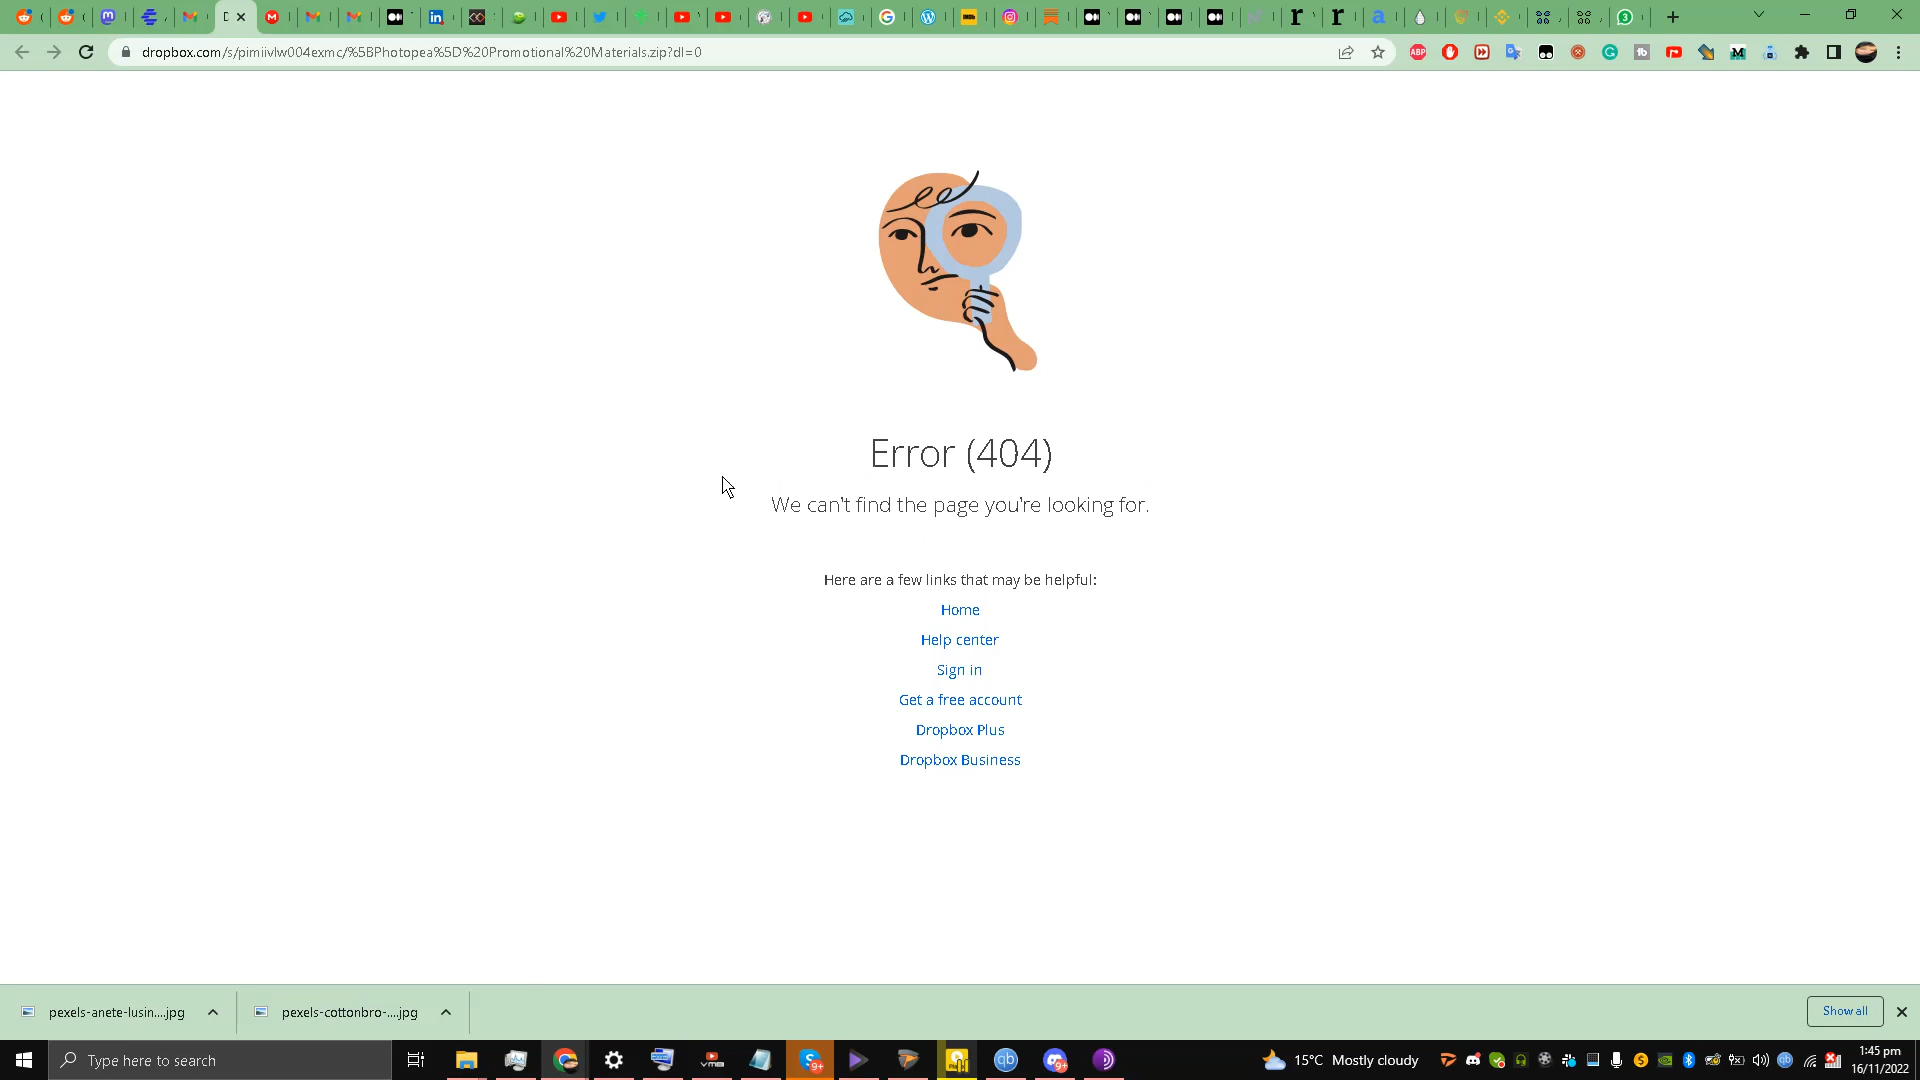 dropbox.com/s/pimiivlw004exmc/%5BPhotopea%5D%20Promotional%20Materials.zip?dl=0
Error (404)
We can't find the page you're looking for.
Here are a few links that may be helpful:
Home
Help center
Sign in
Get a free account
Dropbox Plus
Dropbox Business
pexels-anete-lusin....jpg
pexels-cottonbro-....jpg
Show all
Type here to search
15°C Mostly cloudy
1:45 pm
16/11/2022